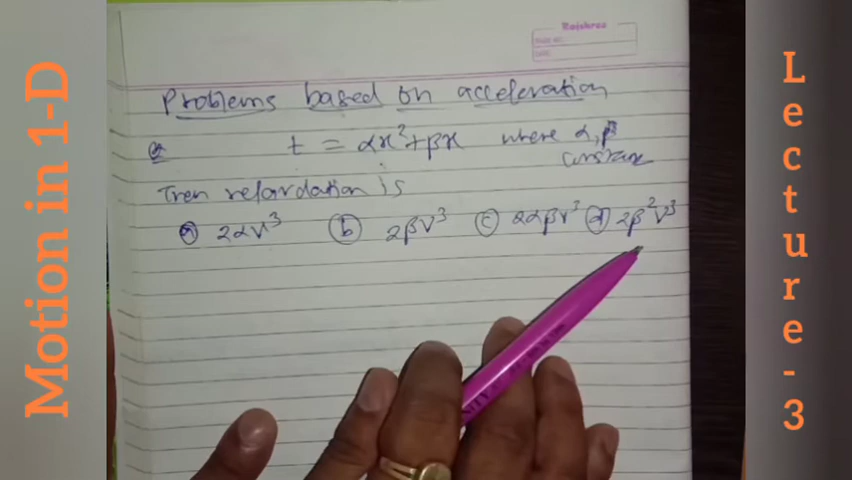 Motion in 1-D
Rajshree
DATE
Problems based on acceleration
Q t = αx²+βx where α,β
constant
Then retardation is
(a) 2αv³ (b) 2βv³ (c) 2αβv³ (d) 2β²v³
Lecture-3